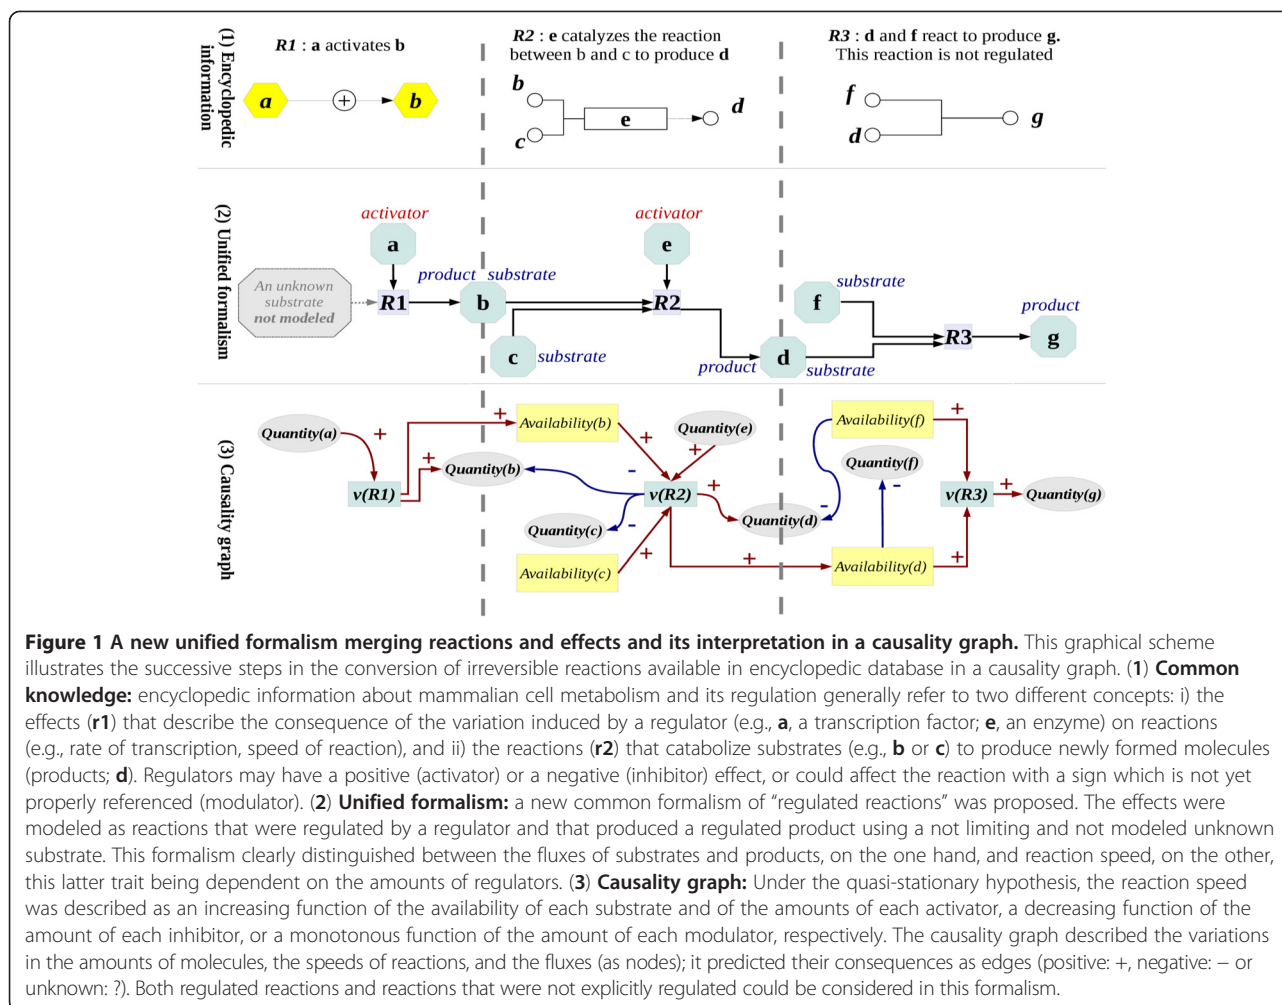 (1) Encyclopedic
information
R1 : a activates b
a
+
b
R2 : e catalyzes the reaction
between b and c to produce d
b
c
e
d
R3 : d and f react to produce g.
This reaction is not regulated
f
d
g
(2) Unified formalism
activator
a
An unknown
substrate
not modeled
R1
product
substrate
b
c
substrate
activator
e
R2
product
d
substrate
f
substrate
R3
product
g
(3) Causality graph
Quantity(a)
+
v(R1)
+
+
Availability(b)
+
Quantity(e)
+
Quantity(b)
-
v(R2)
+
Quantity(c)
-
Quantity(d)
Availability(c)
+
+
Availability(f)
+
-
Quantity(f)
-
v(R3)
+
Quantity(g)
Availability(d)
+
Figure 1 A new unified formalism merging reactions and effects and its interpretation in a causality graph. This graphical scheme
illustrates the successive steps in the conversion of irreversible reactions available in encyclopedic database in a causality graph. (1) Common
knowledge: encyclopedic information about mammalian cell metabolism and its regulation generally refer to two different concepts: i) the
effects (r1) that describe the consequence of the variation induced by a regulator (e.g., a, a transcription factor; e, an enzyme) on reactions
(e.g., rate of transcription, speed of reaction), and ii) the reactions (r2) that catabolize substrates (e.g., b or c) to produce newly formed molecules
(products; d). Regulators may have a positive (activator) or a negative (inhibitor) effect, or could affect the reaction with a sign which is not yet
properly referenced (modulator). (2) Unified formalism: a new common formalism of “regulated reactions” was proposed. The effects were
modeled as reactions that were regulated by a regulator and that produced a regulated product using a not limiting and not modeled unknown
substrate. This formalism clearly distinguished between the fluxes of substrates and products, on the one hand, and reaction speed, on the other,
this latter trait being dependent on the amounts of regulators. (3) Causality graph: Under the quasi-stationary hypothesis, the reaction speed
was described as an increasing function of the availability of each substrate and of the amounts of each activator, a decreasing function of the
amount of each inhibitor, or a monotonous function of the amount of each modulator, respectively. The causality graph described the variations
in the amounts of molecules, the speeds of reactions, and the fluxes (as nodes); it predicted their consequences as edges (positive: +, negative: − or
unknown: ?). Both regulated reactions and reactions that were not explicitly regulated could be considered in this formalism.